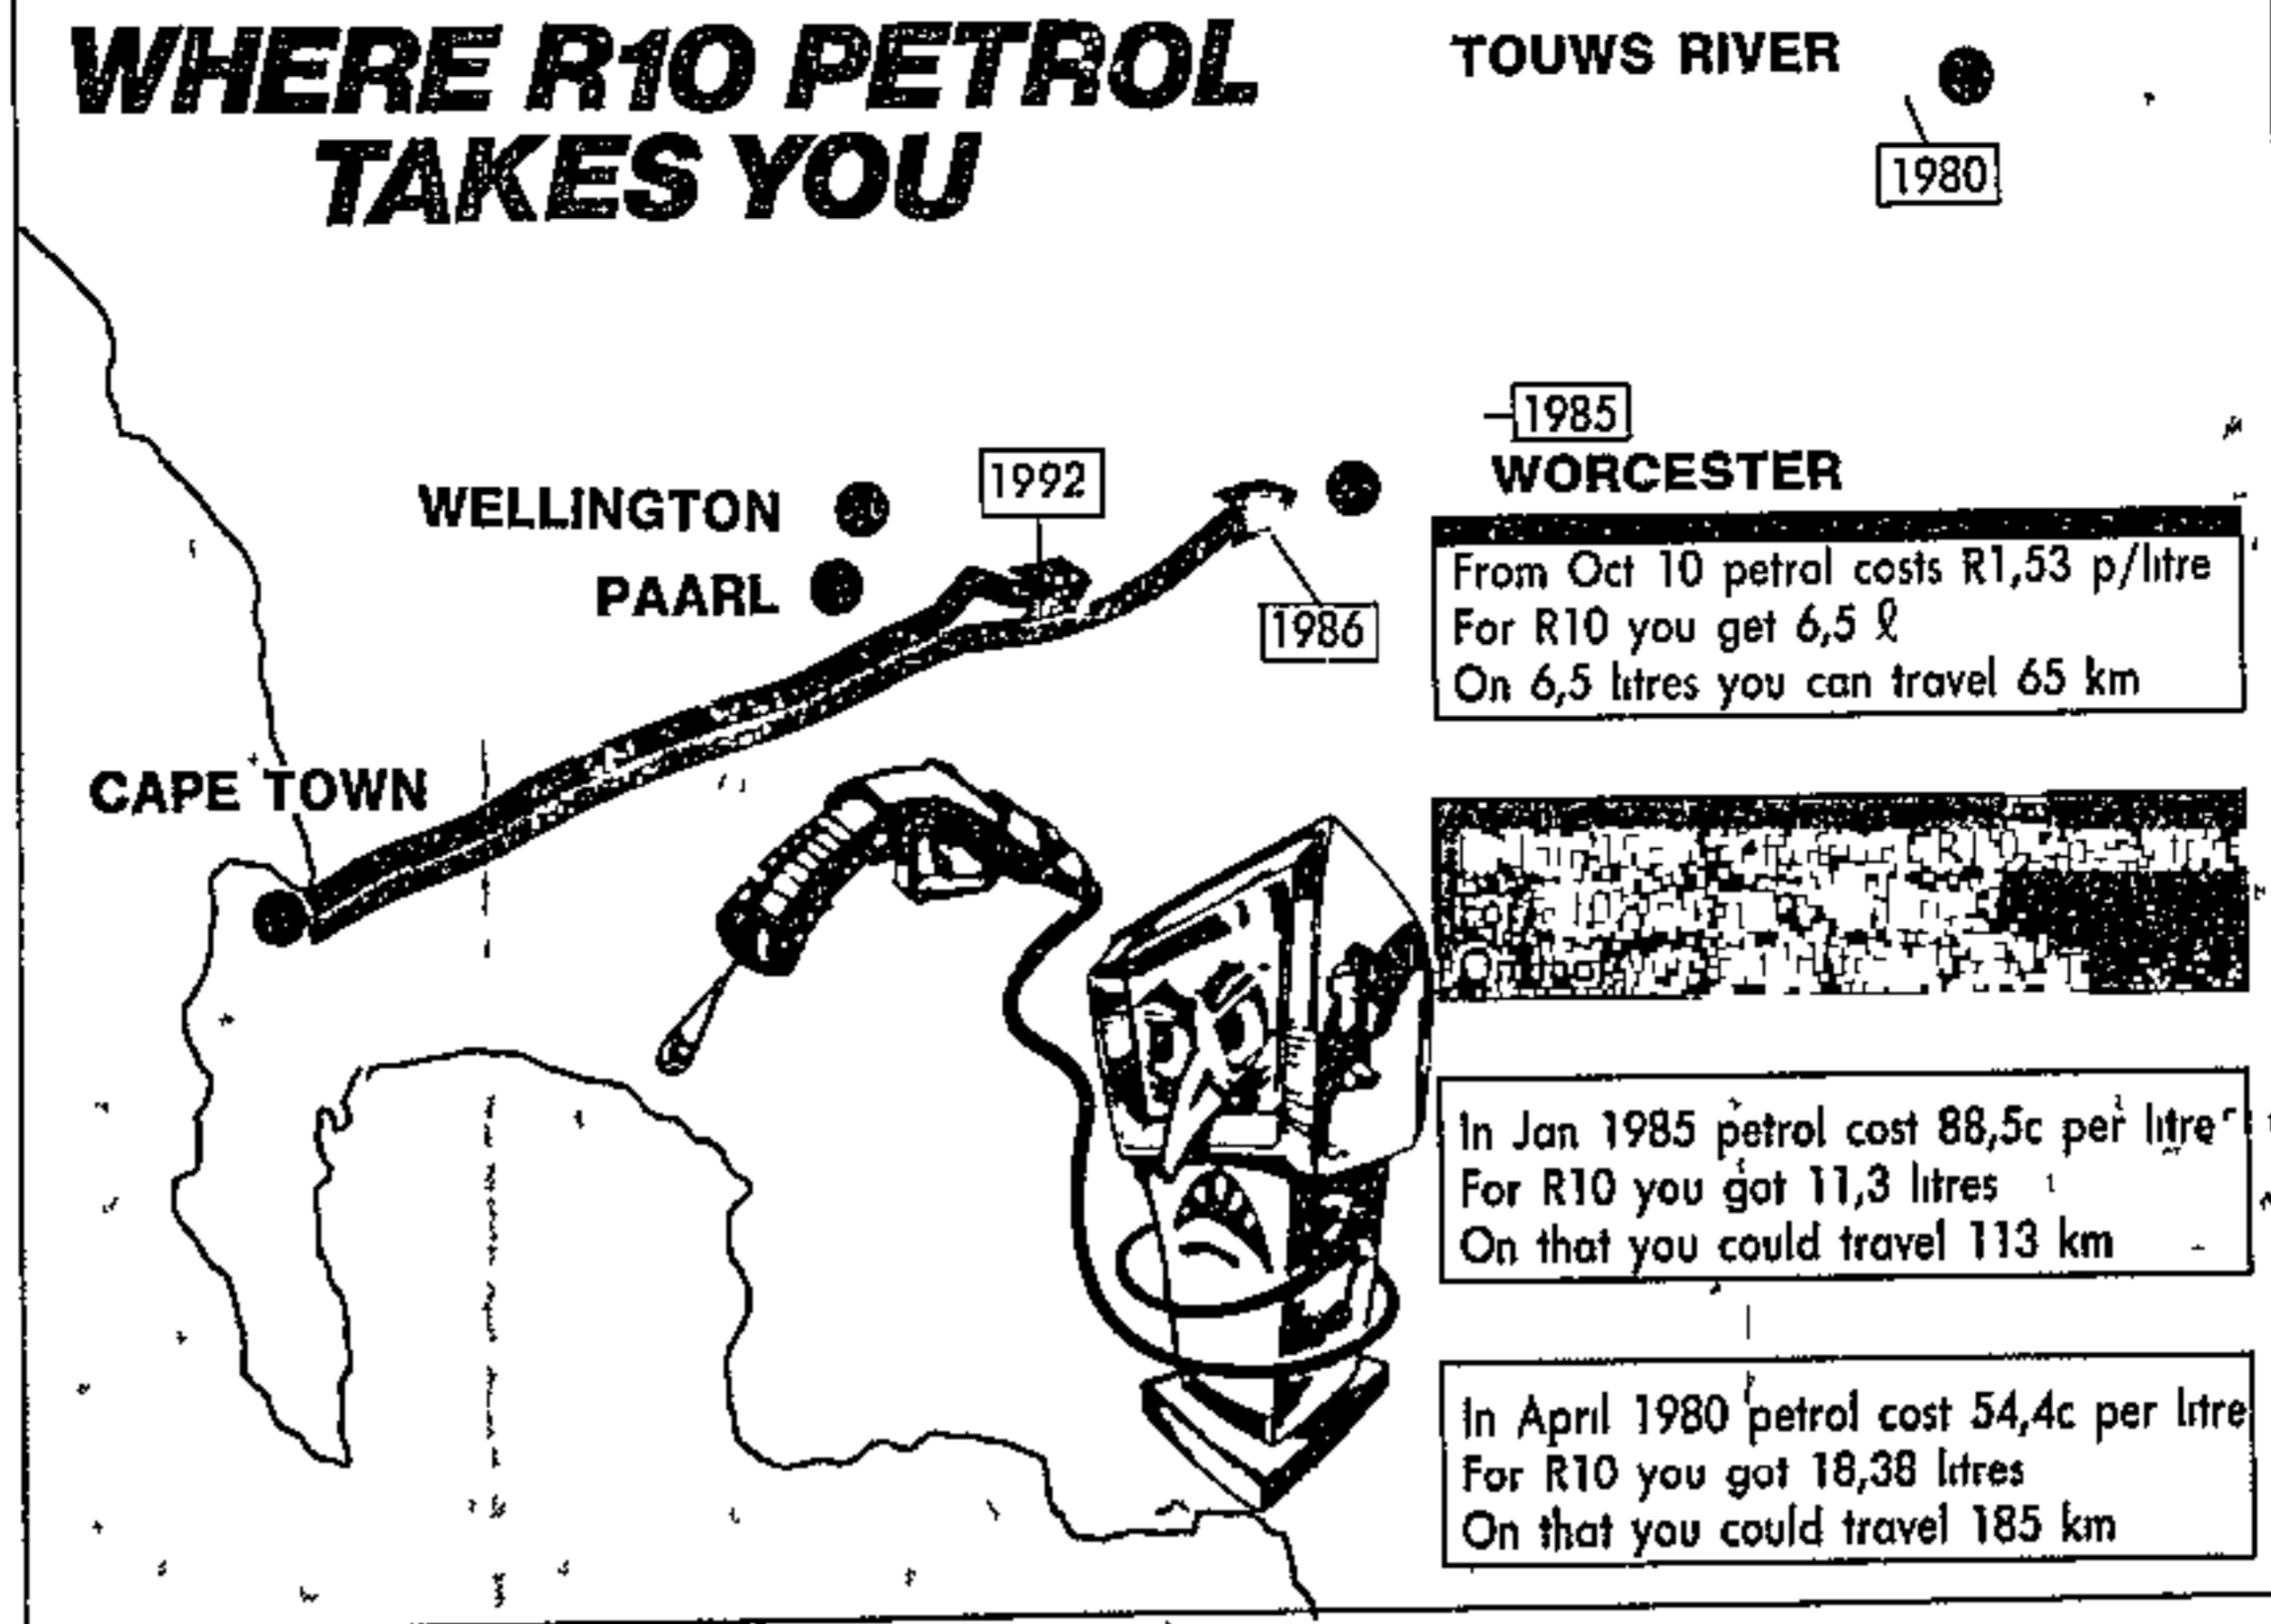 WHERE R10 PETROL
TAKES YOU
TOUWS RIVER
1980
1985
WORCESTER
1992
WELLINGTON
PAARL
1986
CAPE TOWN
From Oct 10 petrol costs R1,53 p/litre
For R10 you get 6,5 ℓ
On 6,5 litres you can travel 65 km
In Jan 1985 petrol cost 88,5c per litre
For R10 you got 11,3 litres
On that you could travel 113 km
In April 1980 petrol cost 54,4c per litre
For R10 you got 18,38 litres
On that you could travel 185 km